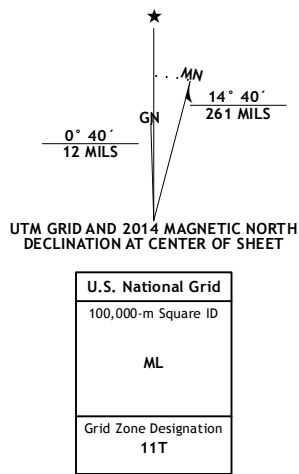 ★
MN
GN
14° 40´
261 MILS
0° 40´
12 MILS
UTM GRID AND 2014 MAGNETIC NORTH
DECLINATION AT CENTER OF SHEET
U.S. National Grid
100,000-m Square ID
ML
Grid Zone Designation
11T